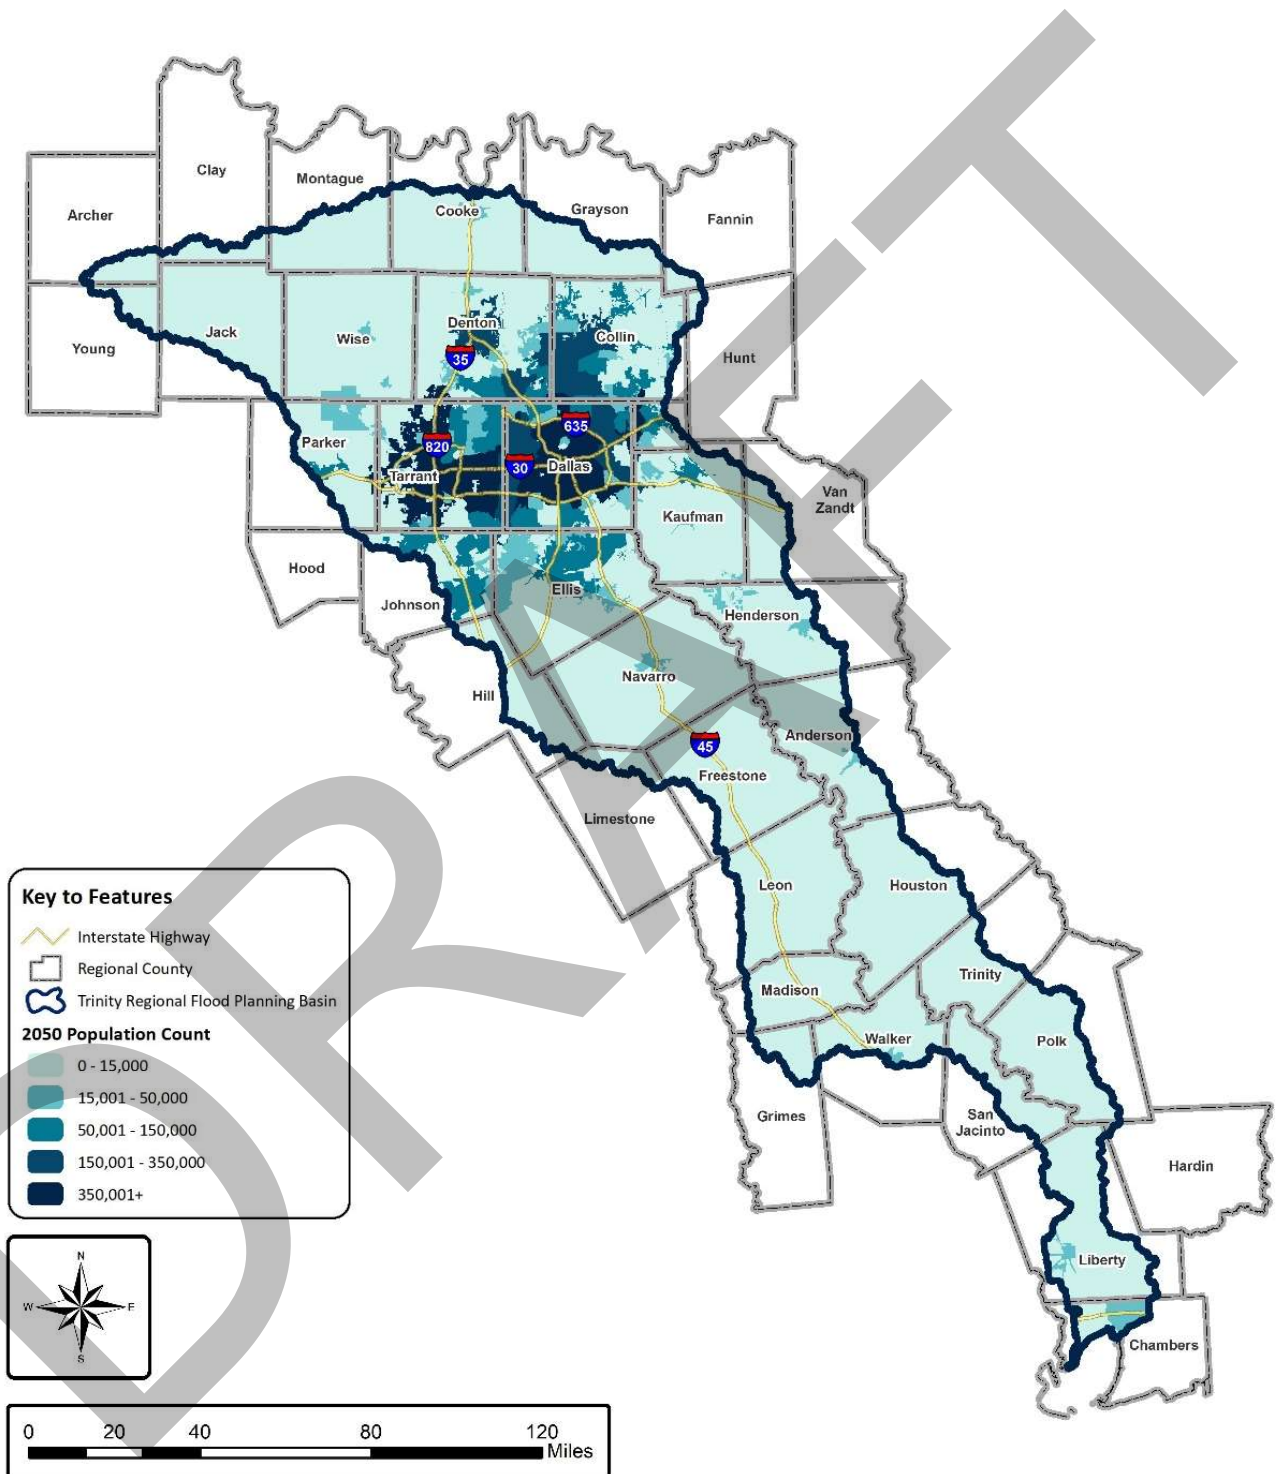 DRAFT
Clay
Montague
Archer
Cooke
Grayson
Fannin
Young
Jack
Wise
Denton
Collin
Hunt
35
Parker
820
635
Tarrant
30
Dallas
Van
Zandt
Kaufman
Hood
Johnson
Ellis
Henderson
Navarro
Hill
Anderson
45
Freestone
Limestone
Leon
Houston
Trinity
Madison
Walker
Polk
Grimes
San
Jacinto
Hardin
Liberty
Chambers
Key to Features
Interstate Highway
Regional County
Trinity Regional Flood Planning Basin
2050 Population Count
0 - 15,000
15,001 - 50,000
50,001 - 150,000
150,001 - 350,000
350,001+
N
W E
S
0 20 40 80 120
Miles